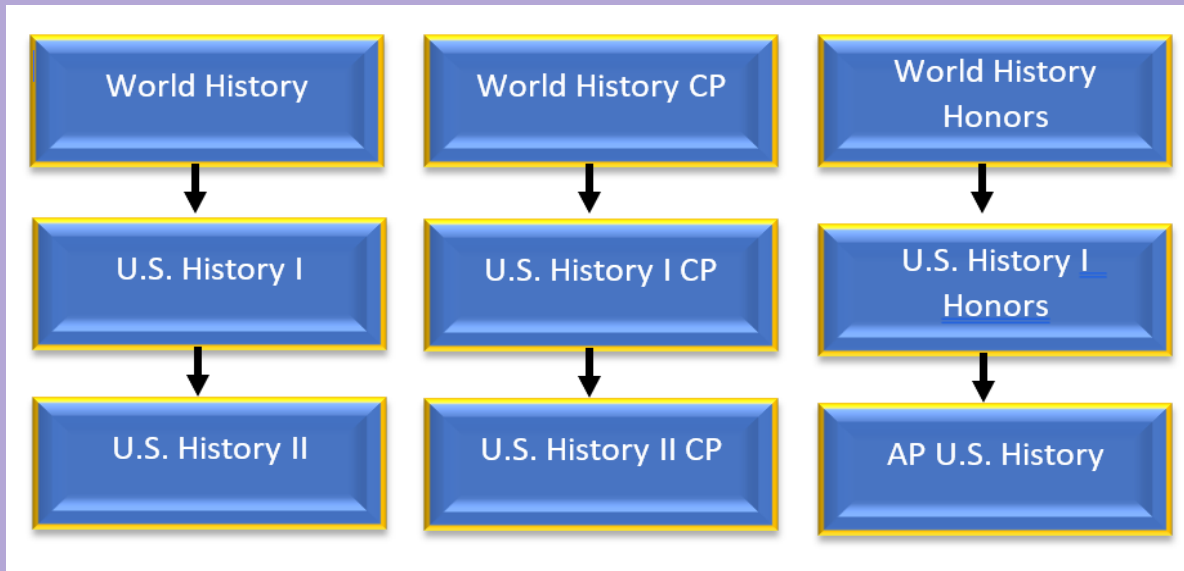 World History
World History CP
World History
Honors
U.S. History I
U.S. History I CP
U.S. History I
Honors
U.S. History II
U.S. History II CP
AP U.S. History